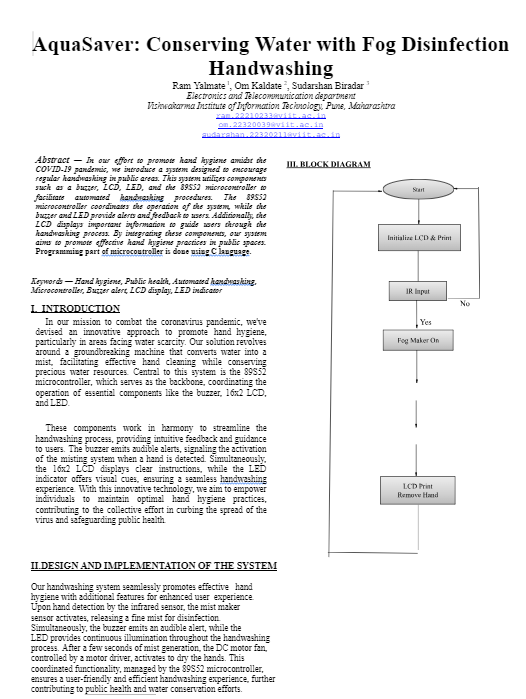 AquaSaver: Conserving Water with Fog Disinfection
Handwashing
Ram Yalmate 1, Om Kaldate 2, Sudarshan Biradar 3
Electronics and Telecommunication department
Vishwakarma Institute of Information Technology, Pune, Maharashtra
ram.22210233@viit.ac.in
om.22320039@viit.ac.in
sudarshan.22320211@viit.ac.in
Abstract — In our effort to promote hand hygiene amidst the
COVID-19 pandemic, we introduce a system designed to encourage
regular handwashing in public areas. This system utilizes components
such as a buzzer, LCD, LED, and the 89S52 microcontroller to
facilitate automated handwashing procedures. The 89S52
microcontroller coordinates the operation of the system, while the
buzzer and LED provide alerts and feedback to users. Additionally, the
LCD displays important information to guide users through the
handwashing process. By integrating these components, our system
aims to promote effective hand hygiene practices in public spaces.
Programming part of microcontroller is done using C language.
Keywords — Hand hygiene, Public health, Automated handwashing,
Microcontroller, Buzzer alert, LCD display, LED indicator
I. INTRODUCTION
In our mission to combat the coronavirus pandemic, we've
devised an innovative approach to promote hand hygiene,
particularly in areas facing water scarcity. Our solution revolves
around a groundbreaking machine that converts water into a
mist, facilitating effective hand cleaning while conserving
precious water resources. Central to this system is the 89S52
microcontroller, which serves as the backbone, coordinating the
operation of essential components like the buzzer, 16x2 LCD,
and LED.
These components work in harmony to streamline the
handwashing process, providing intuitive feedback and guidance
to users. The buzzer emits audible alerts, signaling the activation
of the misting system when a hand is detected. Simultaneously,
the 16x2 LCD displays clear instructions, while the LED
indicator offers visual cues, ensuring a seamless handwashing
experience. With this innovative technology, we aim to empower
individuals to maintain optimal hand hygiene practices,
contributing to the collective effort in curbing the spread of the
virus and safeguarding public health.
II.DESIGN AND IMPLEMENTATION OF THE SYSTEM
Our handwashing system seamlessly promotes effective hand
hygiene with additional features for enhanced user experience.
Upon hand detection by the infrared sensor, the mist maker
sensor activates, releasing a fine mist for disinfection.
Simultaneously, the buzzer emits an audible alert, while the
LED provides continuous illumination throughout the handwashing
process. After a few seconds of mist generation, the DC motor fan,
controlled by a motor driver, activates to dry the hands. This
coordinated functionality, managed by the 89S52 microcontroller,
ensures a user-friendly and efficient handwashing experience, further
contributing to public health and water conservation efforts.
III. BLOCK DIAGRAM
Start
Initialize LCD & Print
IR Input
No
Yes
Fog Maker On
LCD Print
Remove Hand